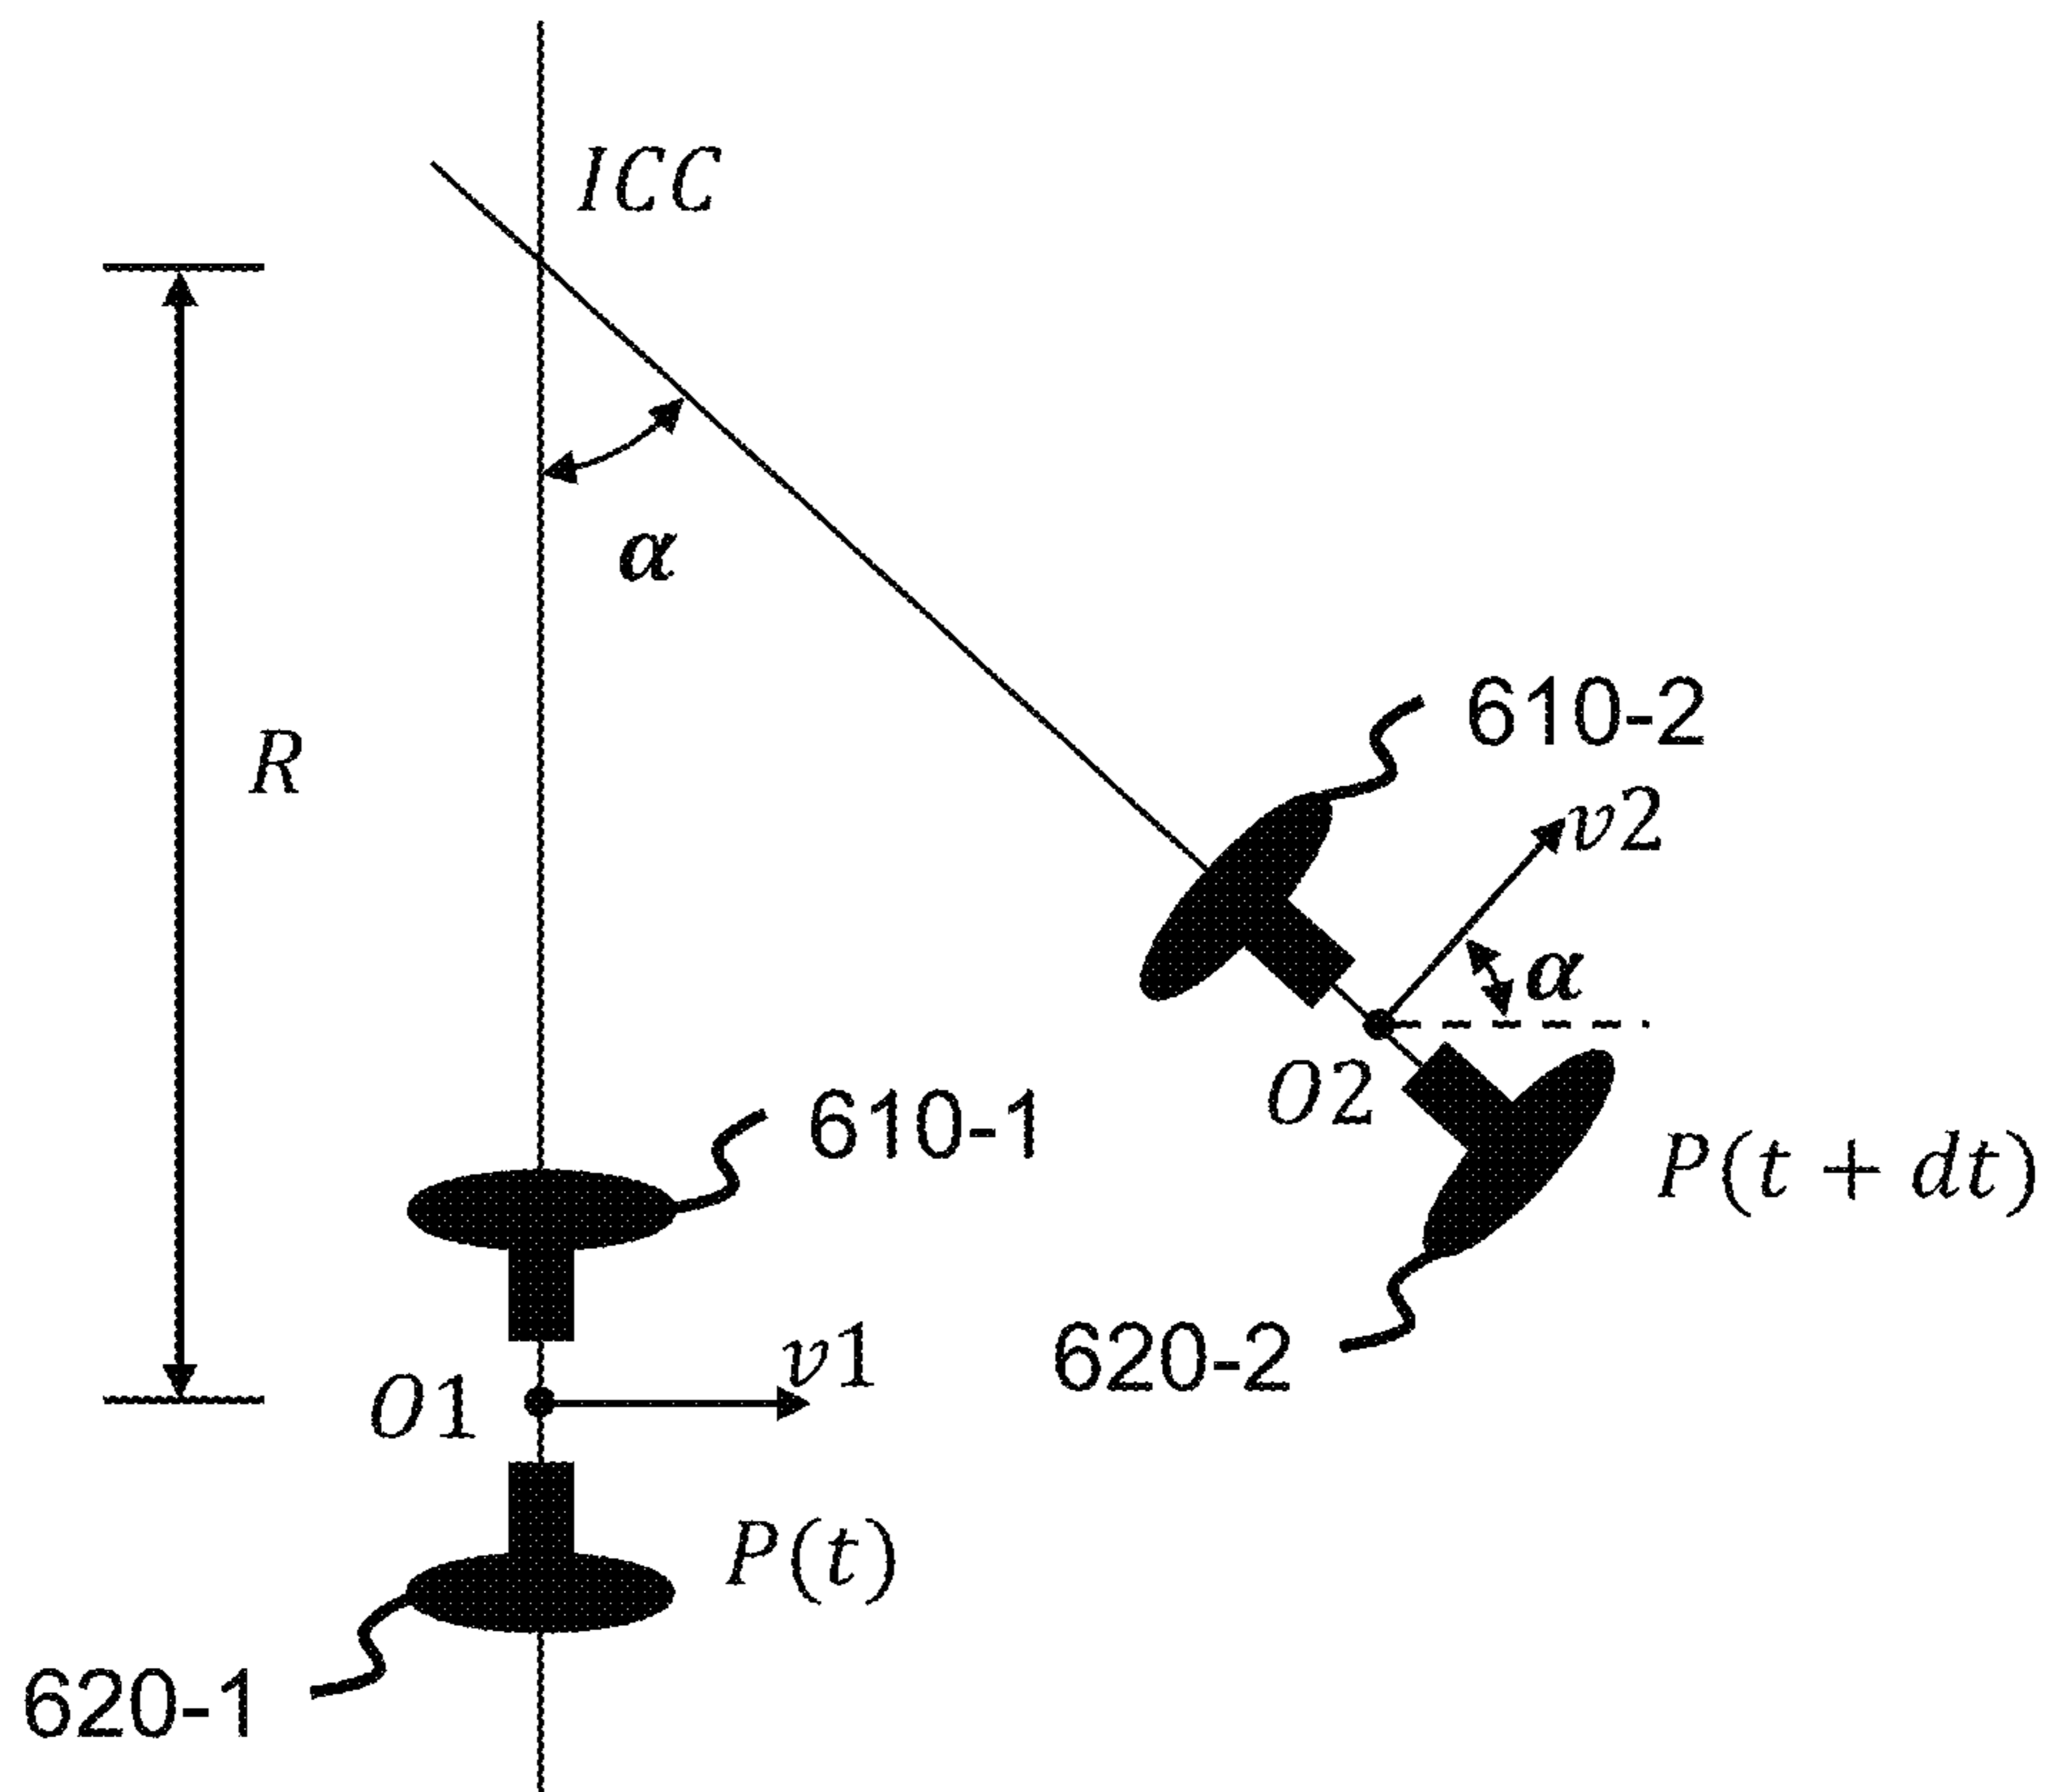 ICC
α
610-2
R
v2
α
O2
610-1
P(t + dt)
v1
620-2
O1
P(t)
620-1